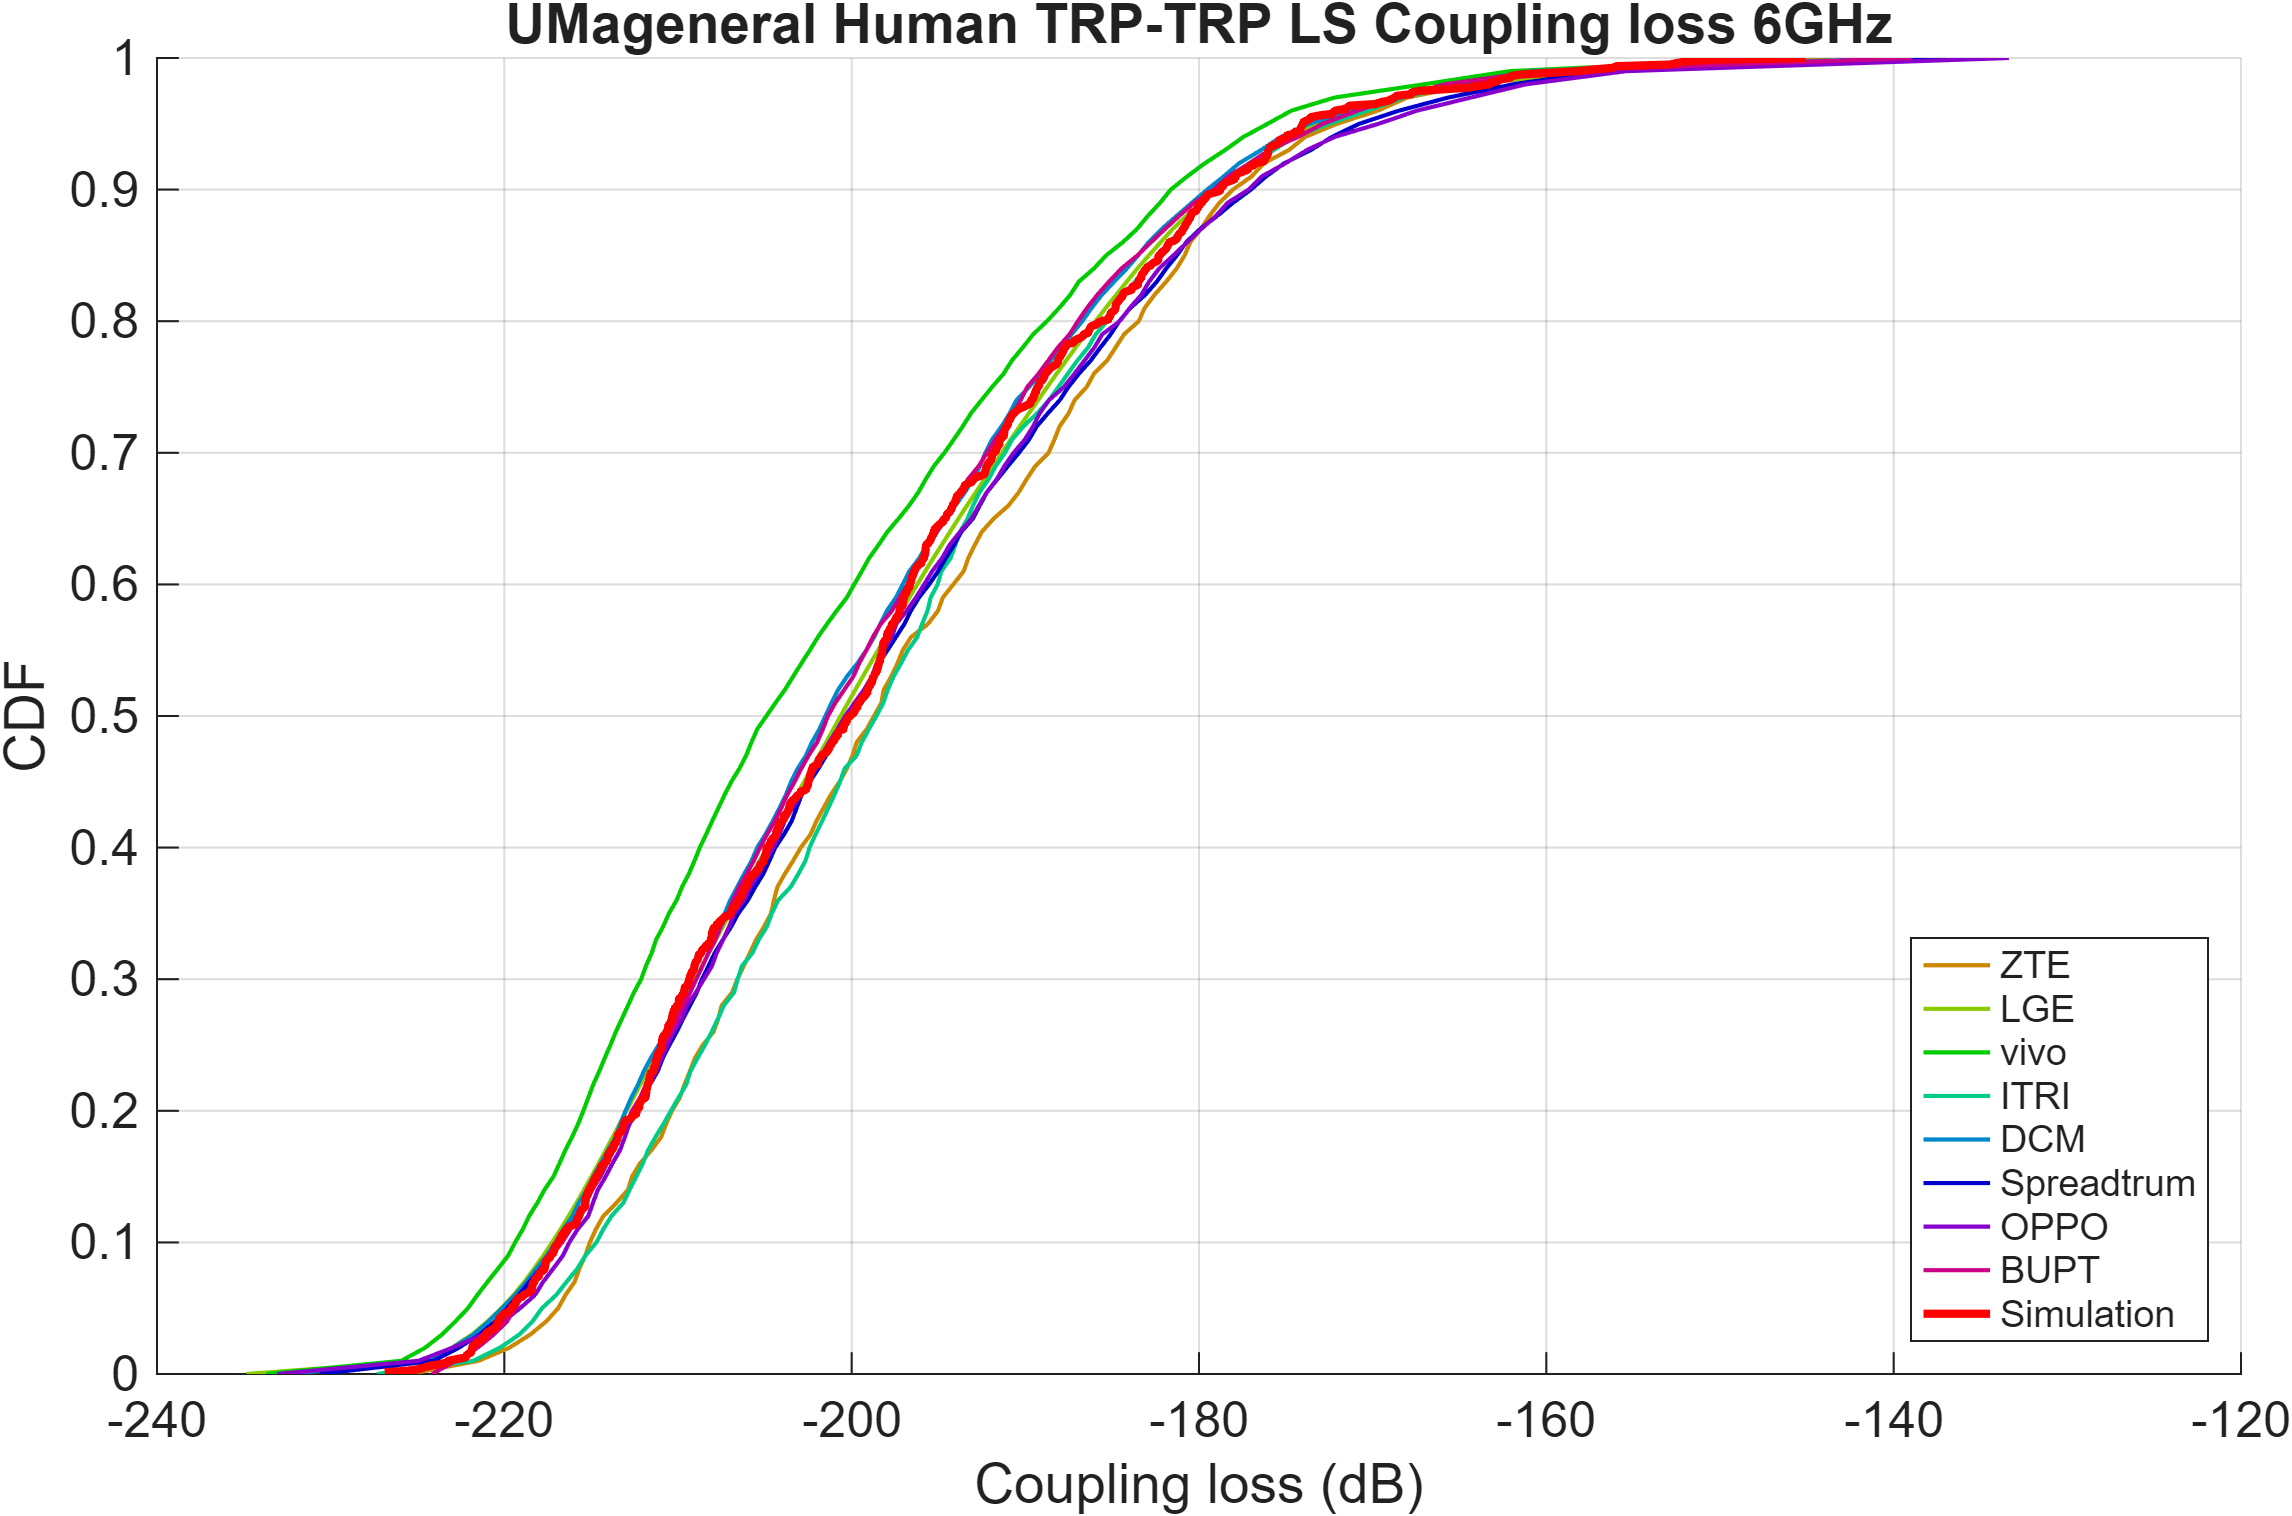 UMageneral Human TRP-TRP LS Coupling loss 6GHz
1
0.9
0.8
0.7
0.6
0.5
0.4
0.3
0.2
0.1
0
CDF
-240
-220
-200
-180
-160
-140
-120
Coupling loss (dB)
ZTE
LGE
vivo
ITRI
DCM
Spreadtrum
OPPO
BUPT
Simulation